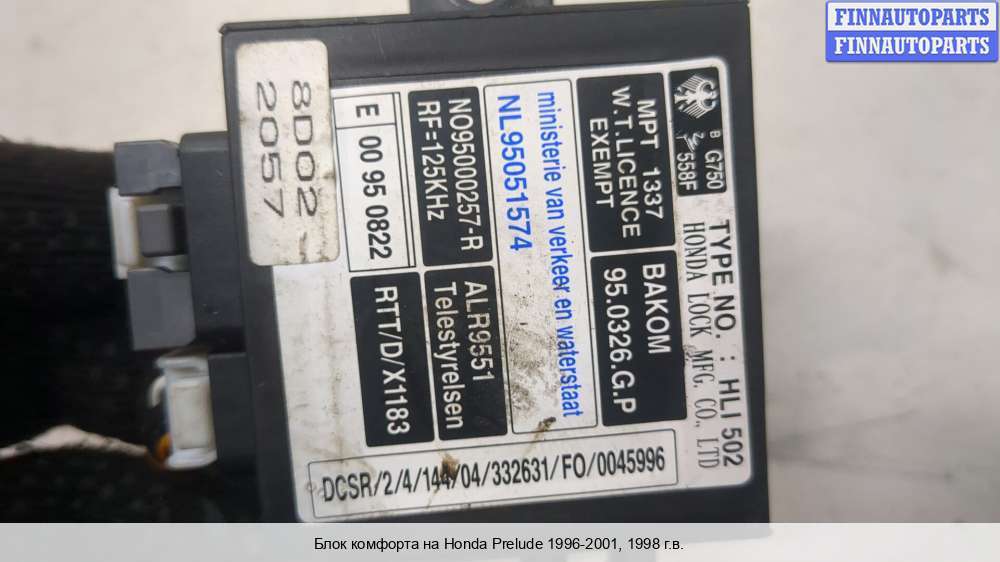 FINNAUTOPARTS
FINNAUTOPARTS
TYPE NO. : HLI 502
HONDA LOCK MFG. CO., LTD
B G750
Z 558F
MPT 1337
W.T.LICENCE
EXEMPT
BAKOM
95.0326.G.P
ministerie van verkeer en waterstaat
NL95051574
NO95000257-R
RF=125KHz
ALR9551
Telestyrelsen
E 00 95 0822
RTT/D/X1183
DCSR/2/4/144/04/332631/FO/0045996
8D02
2057
Блок комфорта на Honda Prelude 1996-2001, 1998 г.в.